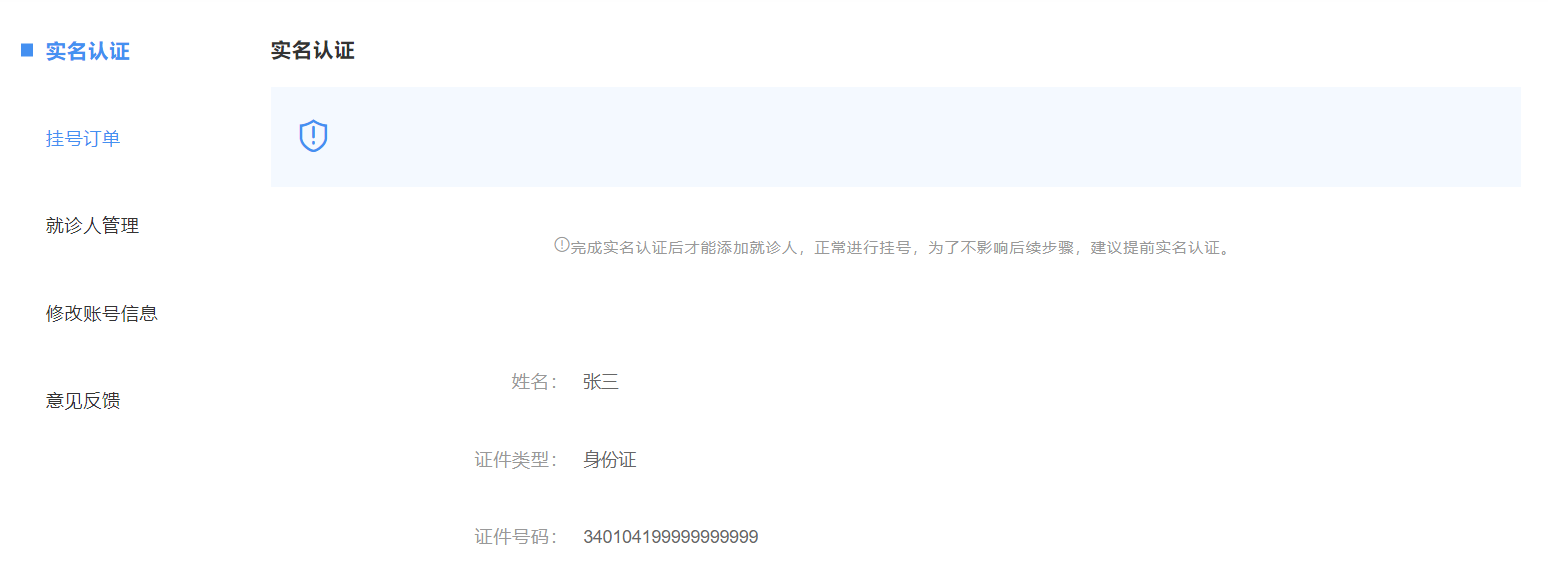 实名认证
挂号订单
就诊人管理
修改账号信息
意见反馈
实名认证
完成实名认证后才能添加就诊人，正常进行挂号，为了不影响后续步骤，建议提前实名认证。
姓名： 张三
证件类型： 身份证
证件号码： 340104199999999999